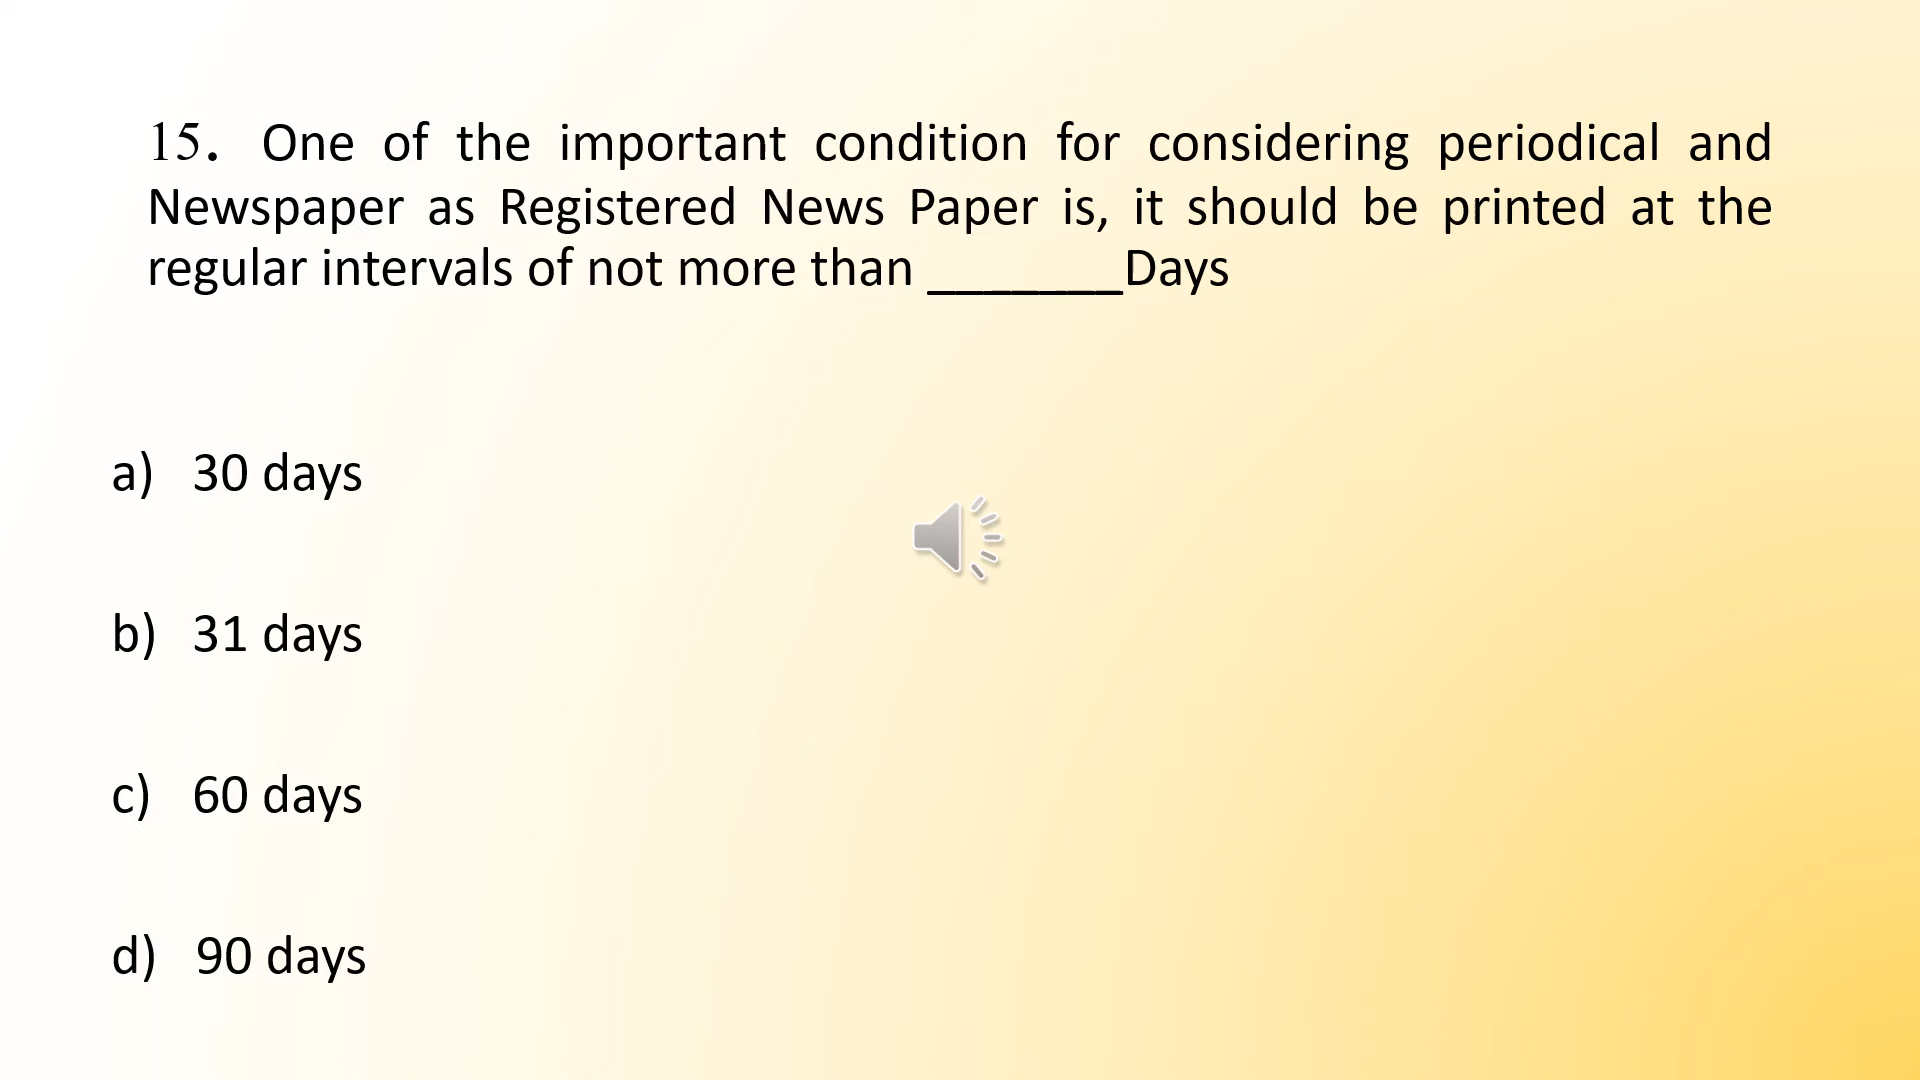 15. One of the important condition for considering periodical and
Newspaper as Registered News Paper is, it should be printed at the
regular intervals of not more than _______Days
a) 30 days
b) 31 days
c) 60 days
d) 90 days